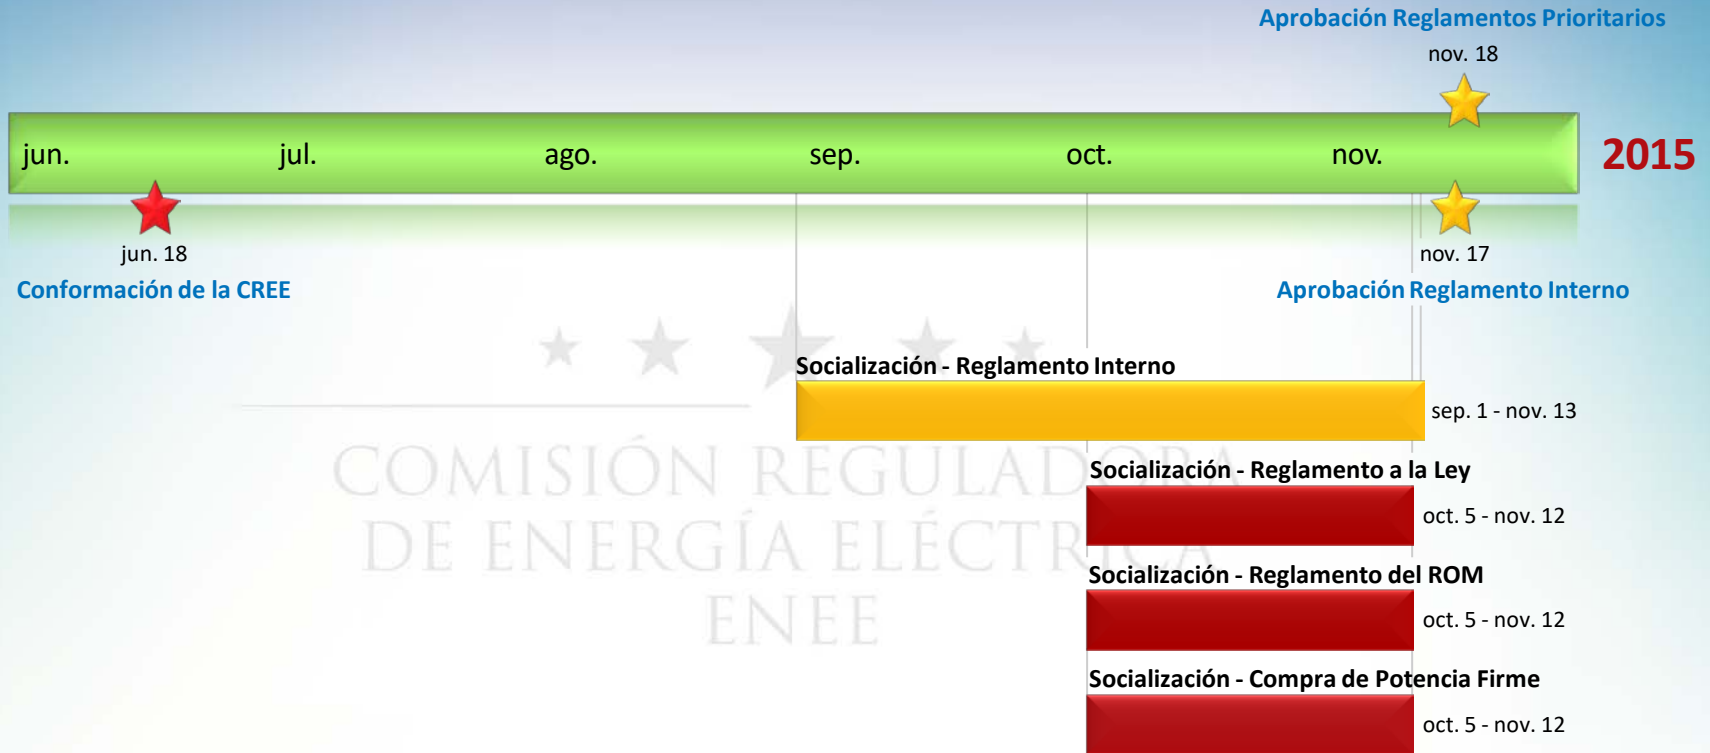 Aprobación Reglamentos Prioritarios
nov. 18
jun. jul. ago. sep. oct. nov. 2015
jun. 18
Conformación de la CREE
nov. 17
Aprobación Reglamento Interno
Socialización - Reglamento Interno
sep. 1 - nov. 13
COMISIÓN REGULADORA
DE ENERGÍA ELÉCTRICA
ENEE
Socialización - Reglamento a la Ley
oct. 5 - nov. 12
Socialización - Reglamento del ROM
oct. 5 - nov. 12
Socialización - Compra de Potencia Firme
oct. 5 - nov. 12